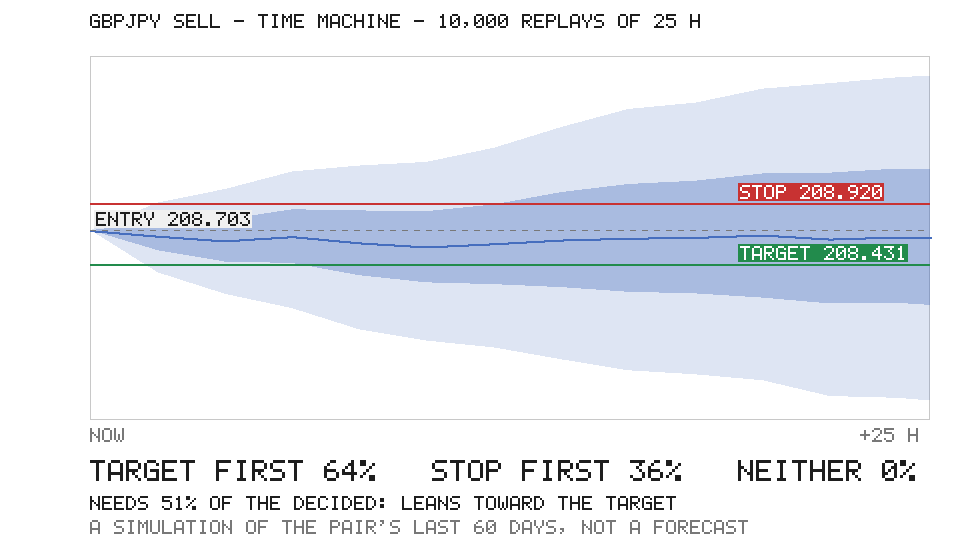 GBPJPY SELL - TIME MACHINE - 10,000 REPLAYS OF 25 H
STOP 208.920
ENTRY 208.703
TARGET 208.431
NOW +25 H
TARGET FIRST 64% STOP FIRST 36% NEITHER 0%
NEEDS 51% OF THE DECIDED: LEANS TOWARD THE TARGET
A SIMULATION OF THE PAIR'S LAST 60 DAYS, NOT A FORECAST